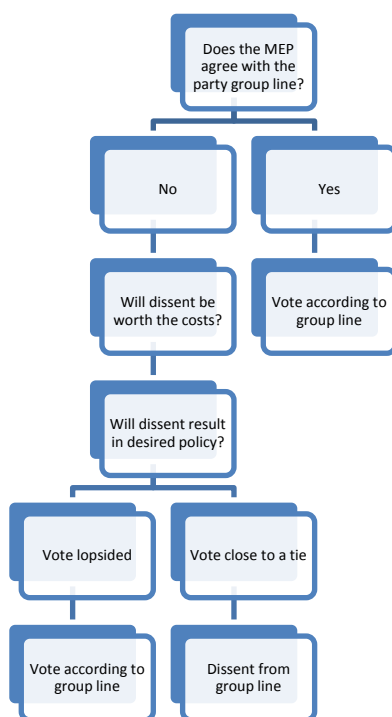 Does the MEP
agree with the
party group line?
No
Yes
Will dissent be
worth the costs?
Vote according to
group line
Will dissent result
in desired policy?
Vote lopsided
Vote close to a tie
Vote according to
group line
Dissent from
group line